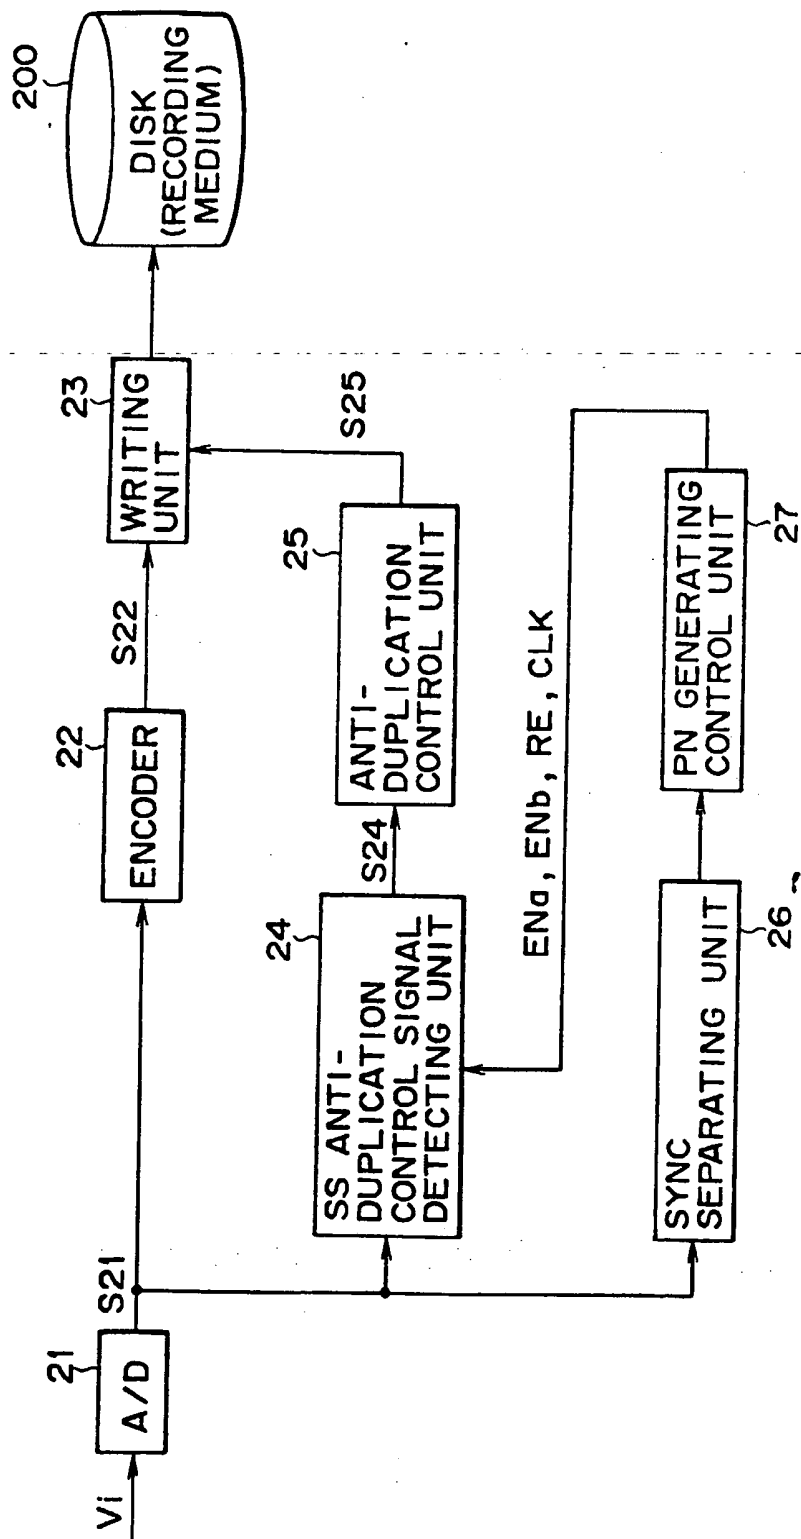 Vi
21
A/D
S21
22
ENCODER
S22
23
WRITING
UNIT
200
DISK
(RECORDING
MEDIUM)
24
SS ANTI-
DUPLICATION
CONTROL SIGNAL
DETECTING UNIT
S24
25
ANTI-
DUPLICATION
CONTROL UNIT
S25
ENa, ENb, RE, CLK
SYNC
SEPARATING UNIT
26
PN GENERATING
CONTROL UNIT
27